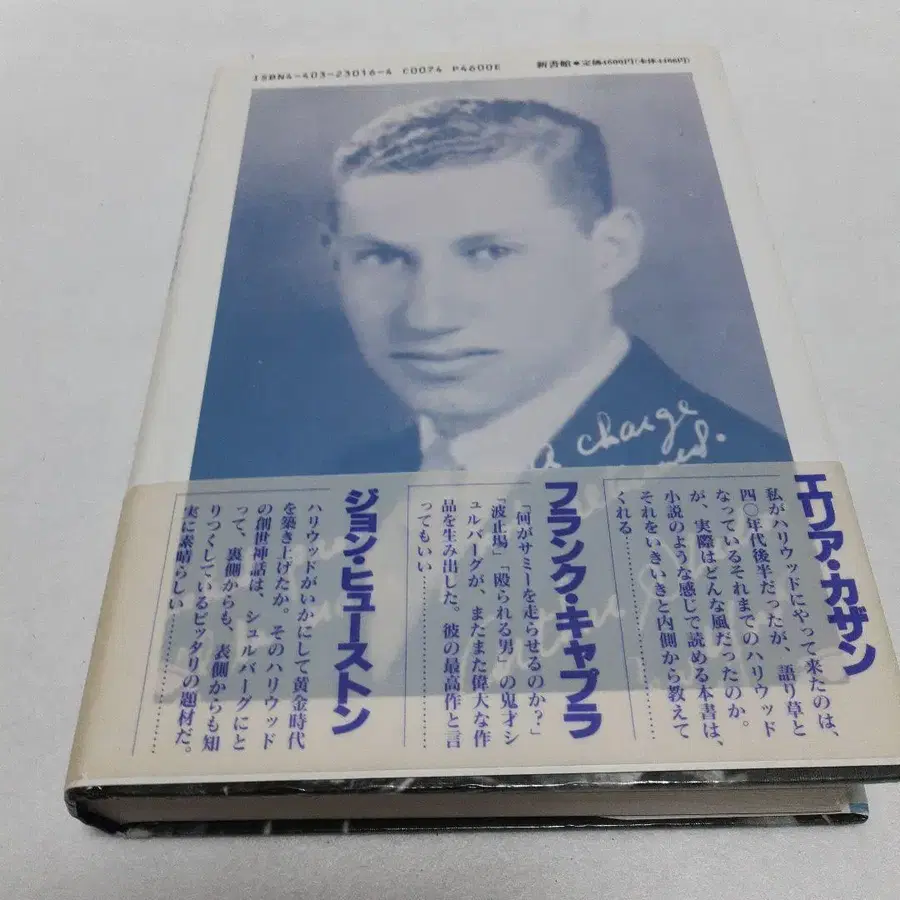 ISBN4-403-23016-4 C0074 P4600E
新書館●定価4600円(本体4466円)
a charge
エリア・カザン
私がハリウッドにやって来たのは、
四〇年代後半だったが、語り草と
なっているそれまでのハリウッド
が、実際はどんな風だったのか。
小説のような感じで読める本書は、
それをいきいきと内側から教えて
くれる…………
フランク・キャプラ
「何がサミーを走らせるのか?」
「波止場」「殴られる男」の鬼才シ
ュルバーグが、またまた偉大な作
品を生み出した。彼の最高作と言
ってもいい…………
ジョン・ヒューストン
ハリウッドがいかにして黄金時代
を築き上げたか。そのハリウッド
の創世神話は、シュルバーグにと
って、裏側からも、表側からも知
りつくしているピッタリの題材だ。
実に素晴らしい…………